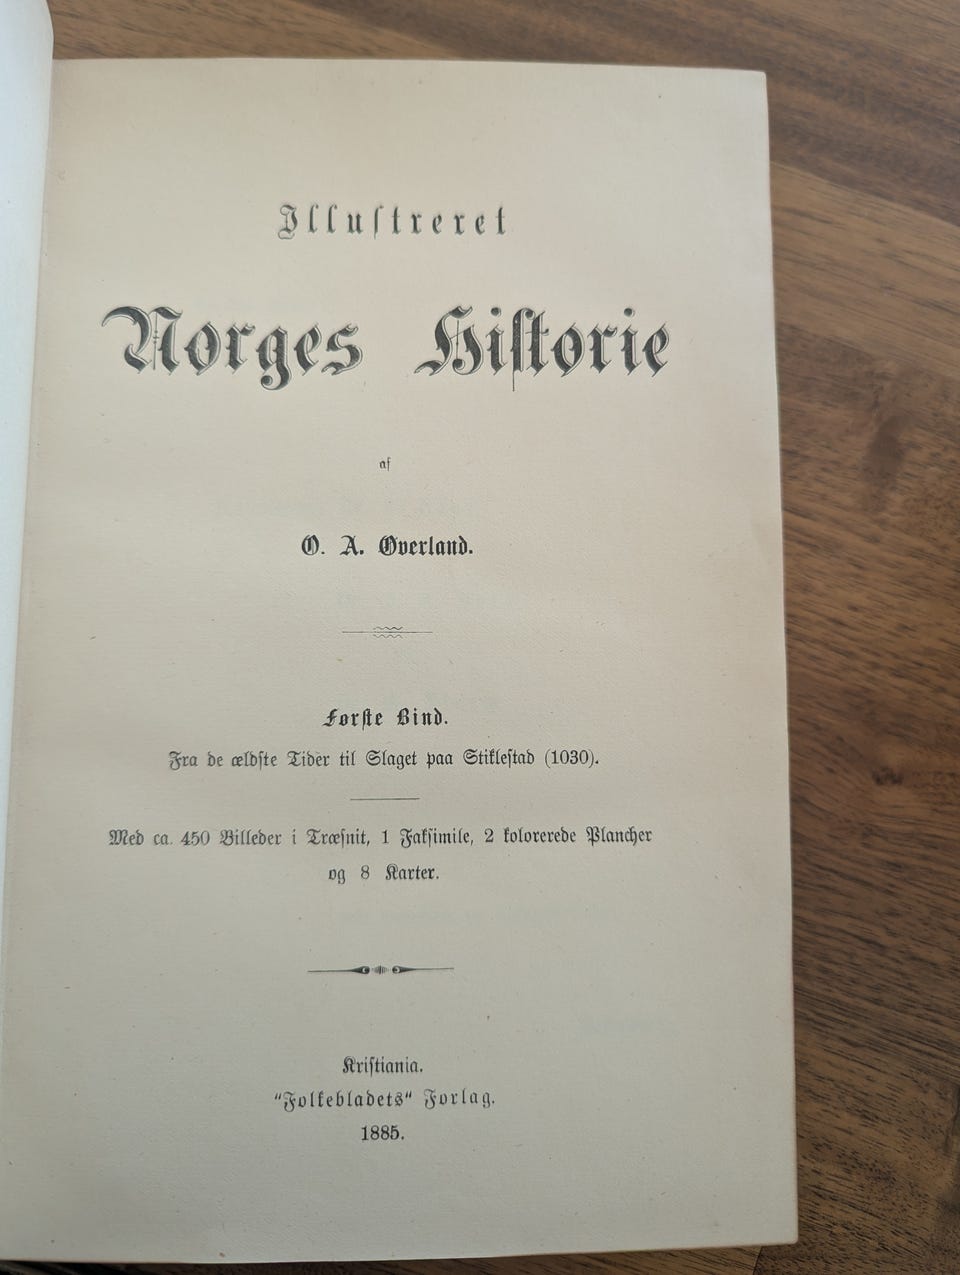 Illustreret
Norges Historie
af
O. A. Øverland.
Første Bind.
Fra de ældste Tider til Slaget paa Stiklestad (1030).
Med ca. 450 Billeder i Træsnit, 1 Faksimile, 2 kolorerede Plancher
og 8 Karter.
Kristiania.
"Folkebladets" Forlag.
1885.